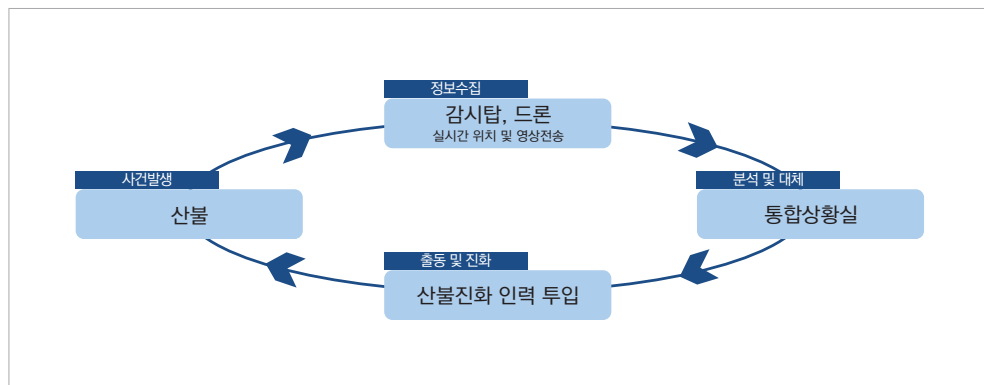 정보수집
감시탑, 드론
실시간 위치 및 영상전송
사건발생
산불
분석 및 대체
통합상황실
출동 및 진화
산불진화 인력 투입